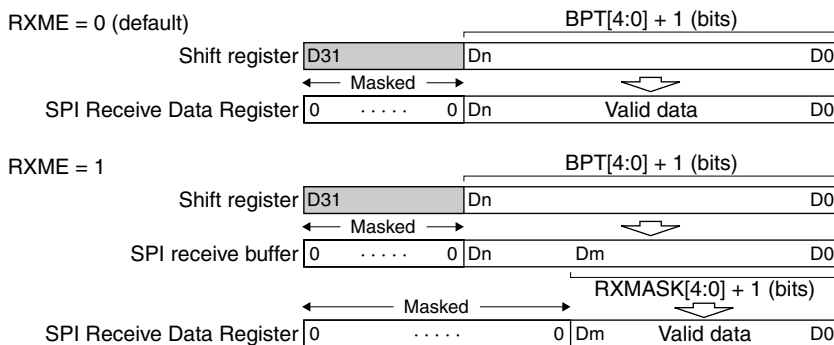 RXME = 0 (default) BPT[4:0] + 1 (bits)
Shift register D31 Dn D0
Masked
SPI Receive Data Register 0 ····· 0 Dn Valid data D0
RXME = 1 BPT[4:0] + 1 (bits)
Shift register D31 Dn D0
Masked
SPI receive buffer 0 ····· 0 Dn Dm D0
Masked RXMASK[4:0] + 1 (bits)
SPI Receive Data Register 0 ····· 0 Dm Valid data D0